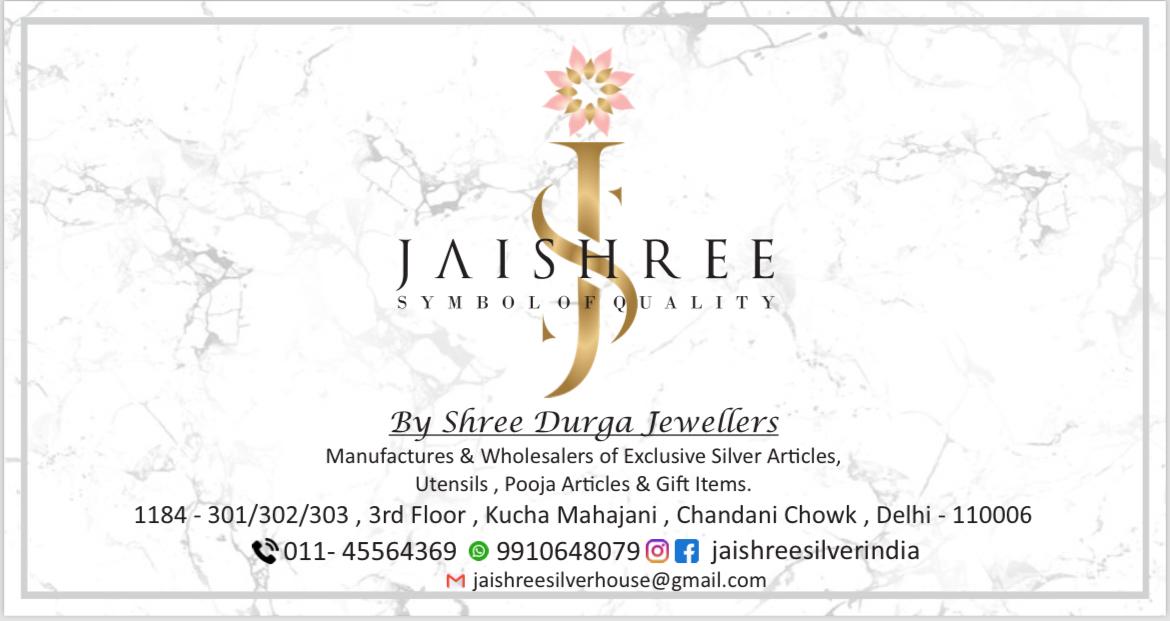 JAISHREE
SYMBOL OF QUALITY
By Shree Durga Jewellers
Manufactures & Wholesalers of Exclusive Silver Articles,
Utensils , Pooja Articles & Gift Items.
1184 - 301/302/303 , 3rd Floor , Kucha Mahajani , Chandani Chowk , Delhi - 110006
011- 45564369 9910648079 jaishreesilverindia
jaishreesilverhouse@gmail.com